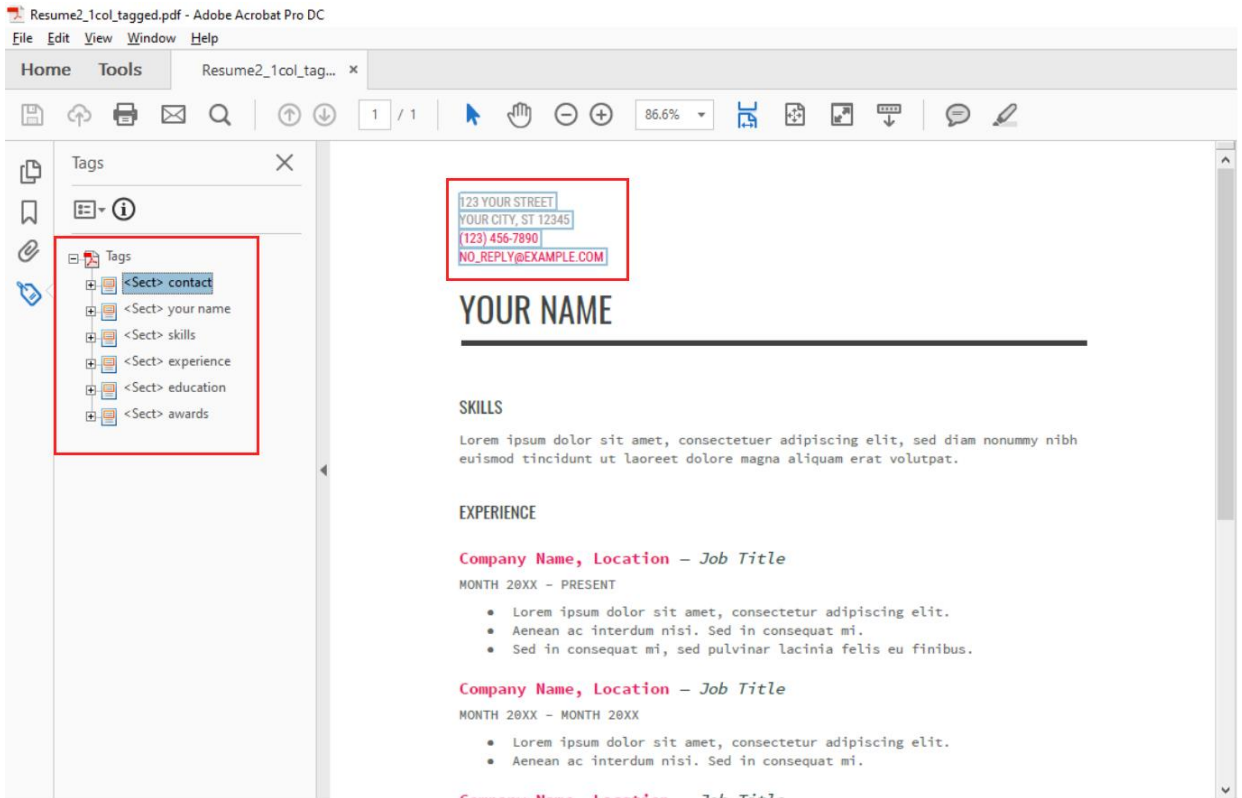 Resume2_1col_tagged.pdf - Adobe Acrobat Pro DC
File Edit View Window Help
Home Tools Resume2_1col_tag... ×
1 / 1 86.6%
Tags
Tags
<Sect> contact
<Sect> your name
<Sect> skills
<Sect> experience
<Sect> education
<Sect> awards
123 YOUR STREET
YOUR CITY, ST 12345
(123) 456-7890
NO_REPLY@EXAMPLE.COM
YOUR NAME
SKILLS
Lorem ipsum dolor sit amet, consectetuer adipiscing elit, sed diam nonummy nibh
euismod tincidunt ut laoreet dolore magna aliquam erat volutpat.
EXPERIENCE
Company Name, Location — Job Title
MONTH 20XX – PRESENT
● Lorem ipsum dolor sit amet, consectetur adipiscing elit.
● Aenean ac interdum nisi. Sed in consequat mi.
● Sed in consequat mi, sed pulvinar lacinia felis eu finibus.
Company Name, Location — Job Title
MONTH 20XX – MONTH 20XX
● Lorem ipsum dolor sit amet, consectetur adipiscing elit.
● Aenean ac interdum nisi. Sed in consequat mi.